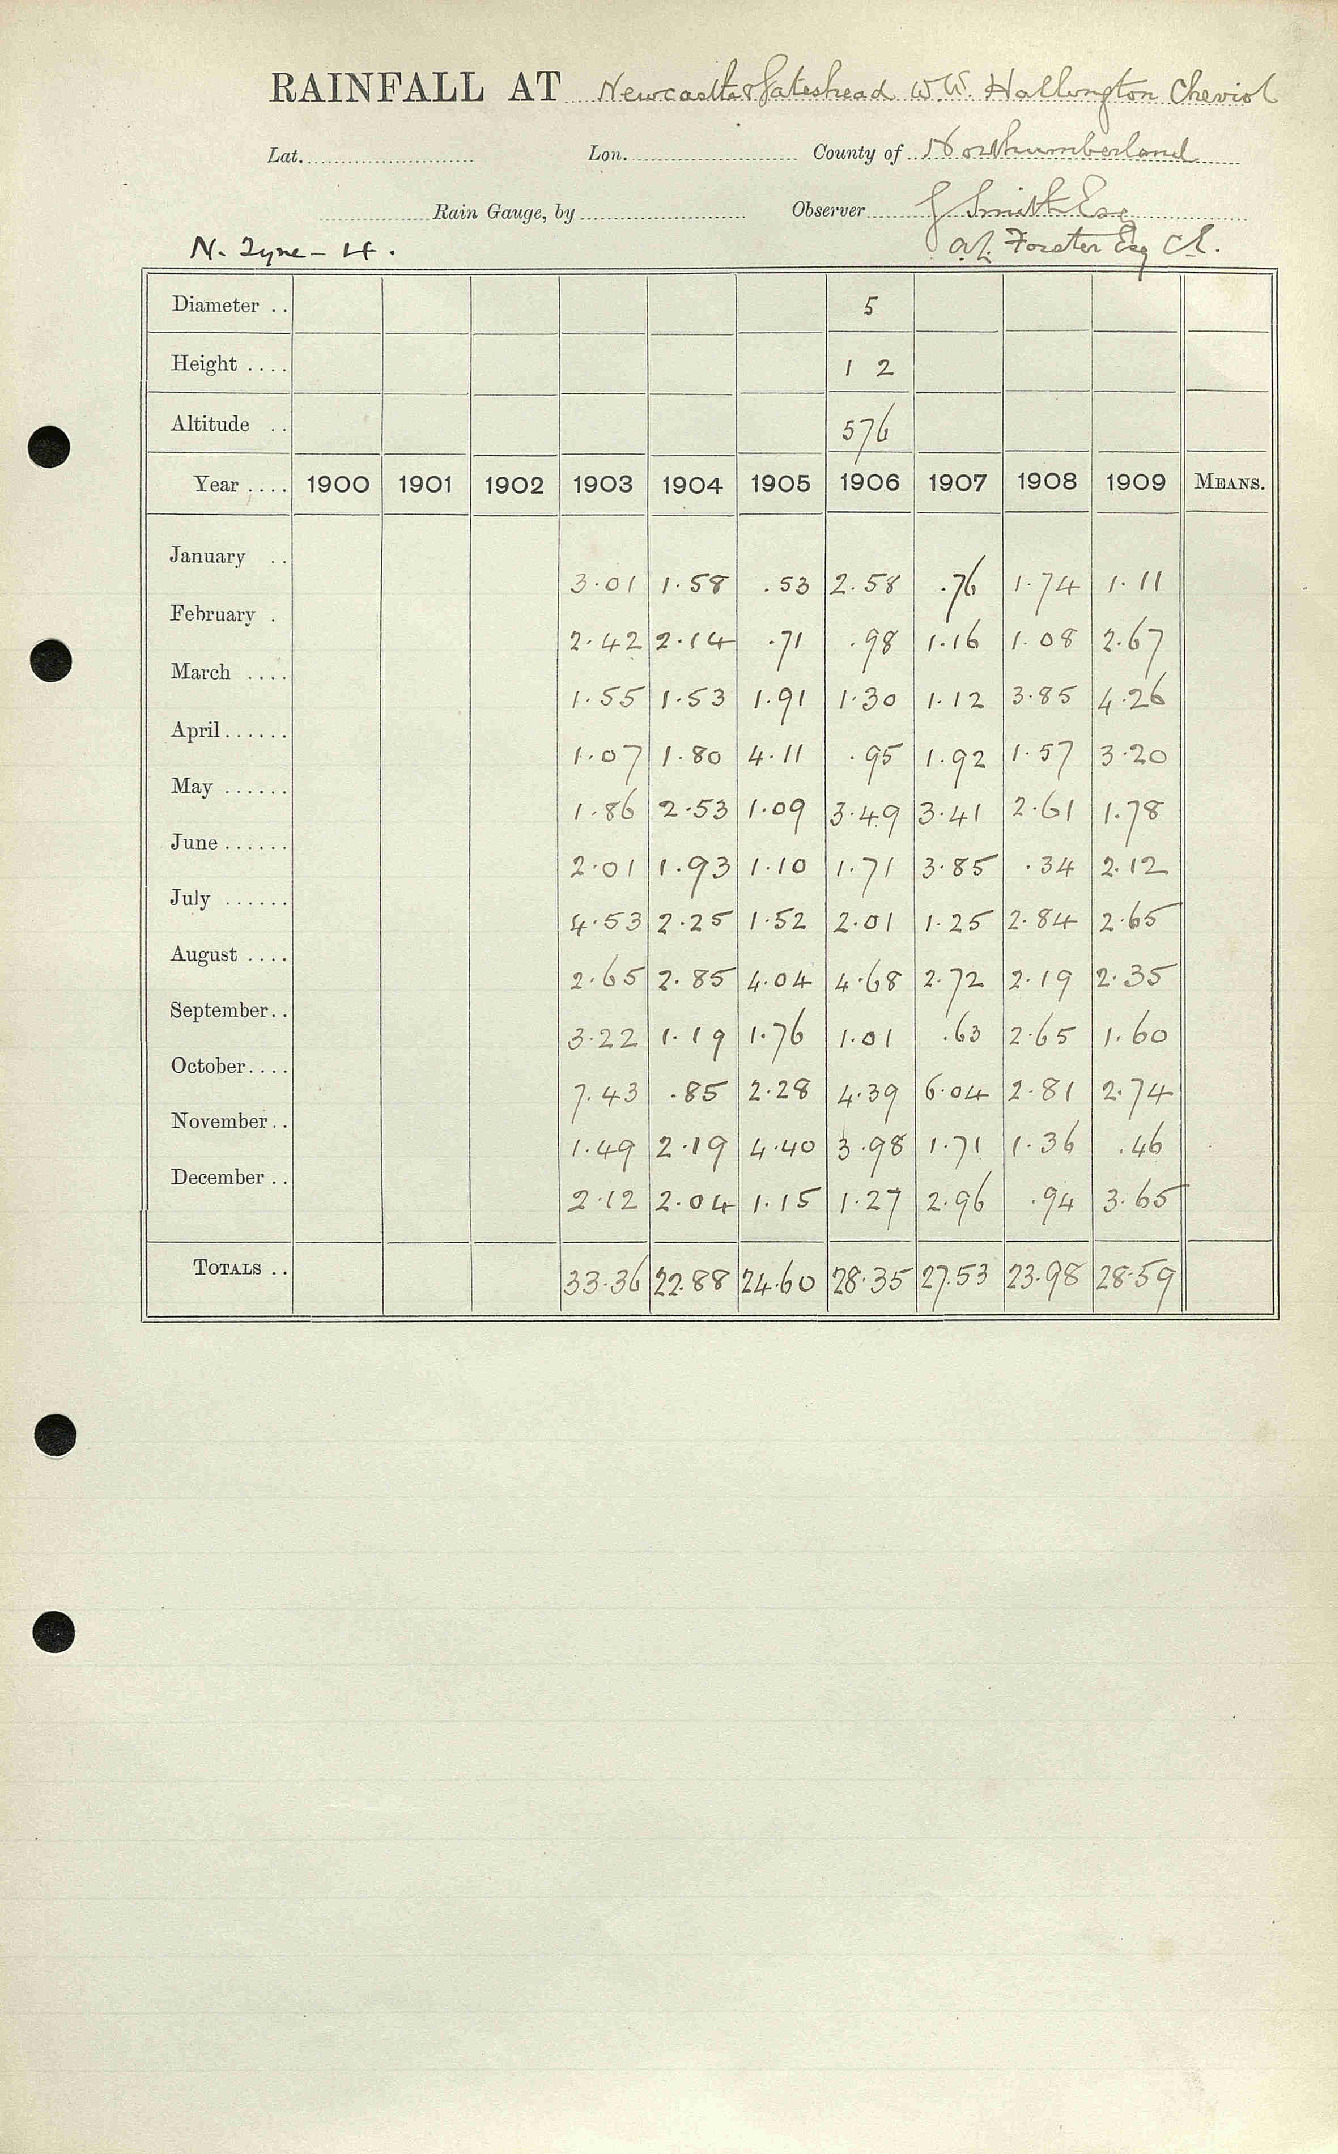 RAINFALL AT Newcastle & Gateshead W.W. Hallington Cheviot
Lat. Lon. County of Northumberland
Rain Gauge, by Observer J Smith Esq
N. Tyne - 4. Forster Esq C.E.
Diameter .. 5
Height .... 1 2
Altitude .. 576
Year .... 1900 1901 1902 1903 1904 1905 1906 1907 1908 1909 MEANS.
January ..
3.01 1.58 .53 2.58 .76 1.74 1.11
February .
2.42 2.14 .71 .98 1.16 1.08 2.67
March ....
1.55 1.53 1.91 1.30 1.12 3.85 4.26
April......
1.07 1.80 4.11 .95 1.92 1.57 3.20
May ......
1.86 2.53 1.09 3.49 3.41 2.61 1.78
June......
2.01 1.93 1.10 1.71 3.85 .34 2.12
July ......
4.53 2.25 1.52 2.01 1.25 2.84 2.65
August ....
2.65 2.85 4.04 4.68 2.72 2.19 2.35
September..
3.22 1.19 1.76 1.01 .63 2.65 1.60
October....
7.43 .85 2.28 4.39 6.04 2.81 2.74
November..
1.49 2.19 4.40 3.98 1.71 1.36 .46
December ..
2.12 2.04 1.15 1.27 2.96 .94 3.65
TOTALS .. 33.36 22.88 24.60 28.35 27.53 23.98 28.59